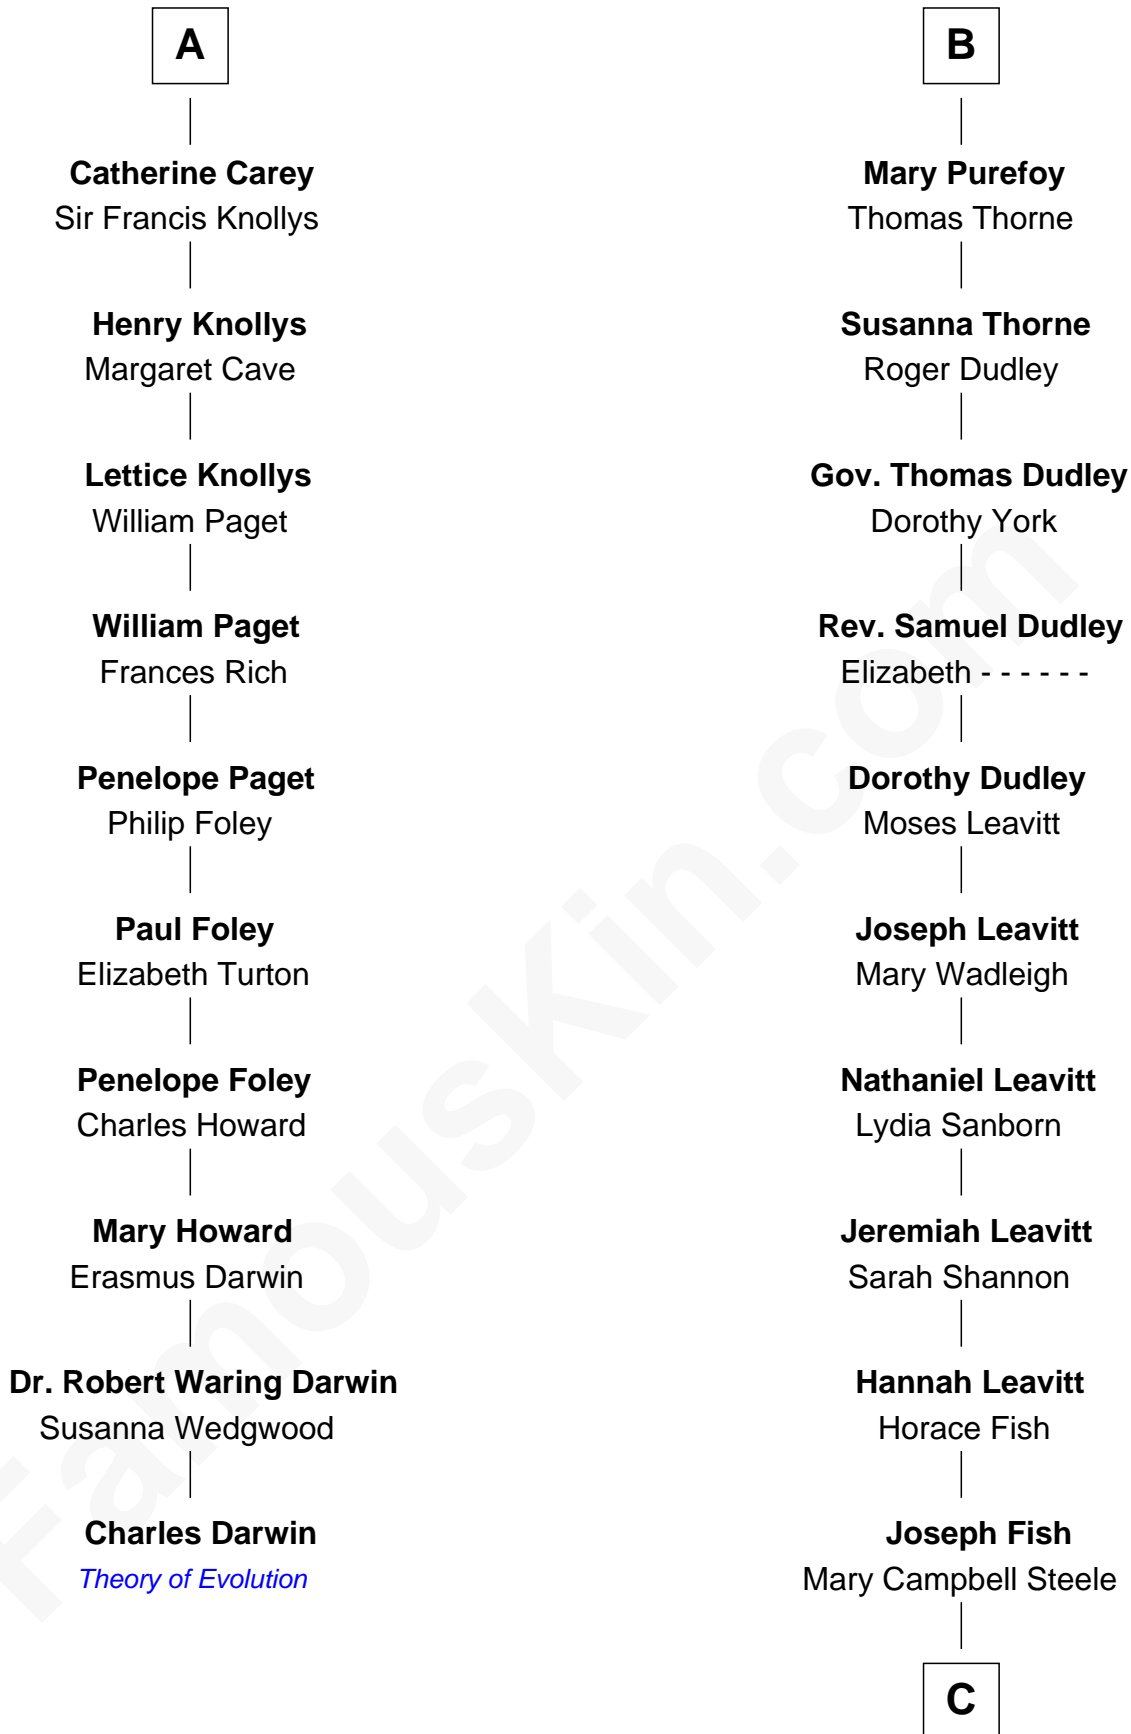 A
Catherine Carey
Sir Francis Knollys
Henry Knollys
Margaret Cave
Lettice Knollys
William Paget
William Paget
Frances Rich
Penelope Paget
Philip Foley
Paul Foley
Elizabeth Turton
Penelope Foley
Charles Howard
Mary Howard
Erasmus Darwin
Dr. Robert Waring Darwin
Susanna Wedgwood
Charles Darwin
Theory of Evolution
B
Mary Purefoy
Thomas Thorne
Susanna Thorne
Roger Dudley
Gov. Thomas Dudley
Dorothy York
Rev. Samuel Dudley
Elizabeth - - - - - -
Dorothy Dudley
Moses Leavitt
Joseph Leavitt
Mary Wadleigh
Nathaniel Leavitt
Lydia Sanborn
Jeremiah Leavitt
Sarah Shannon
Hannah Leavitt
Horace Fish
Joseph Fish
Mary Campbell Steele
C
FamousKin.com